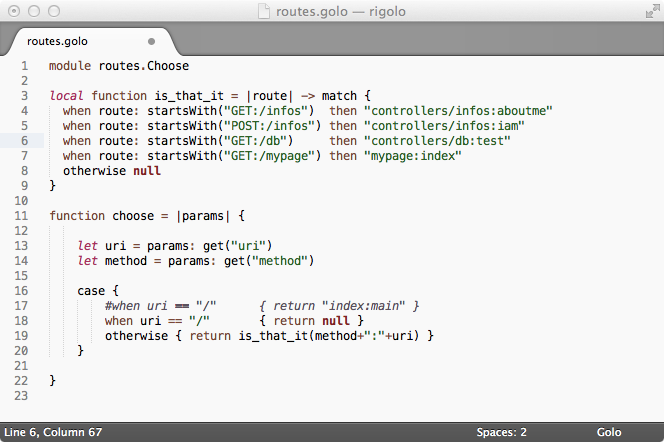 routes.golo — rigolo
routes.golo
1 module routes.Choose
2
3 local function is_that_it = |route| -> match {
4 when route: startsWith("GET:/infos") then "controllers/infos:aboutme"
5 when route: startsWith("POST:/infos") then "controllers/infos:iam"
6 when route: startsWith("GET:/db") then "controllers/db:test"
7 when route: startsWith("GET:/mypage") then "mypage:index"
8 otherwise null
9 }
10
11 function choose = |params| {
12
13 let uri = params: get("uri")
14 let method = params: get("method")
15
16 case {
17 #when uri == "/" { return "index:main" }
18 when uri == "/" { return null }
19 otherwise { return is_that_it(method+":"+uri) }
20 }
21
22 }
23
Line 6, Column 67 Spaces: 2 Golo